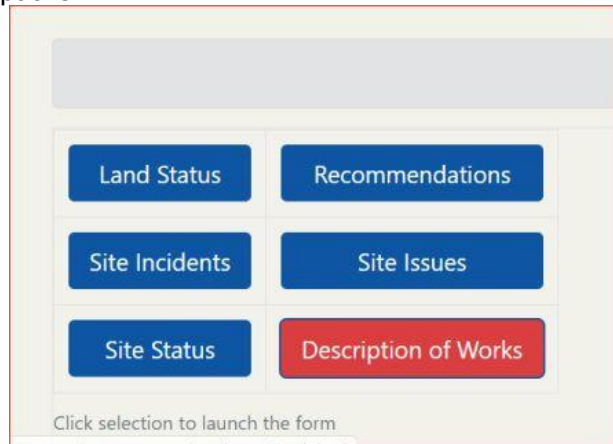 Land Status Recommendations
Site Incidents Site Issues
Site Status Description of Works
Click selection to launch the form